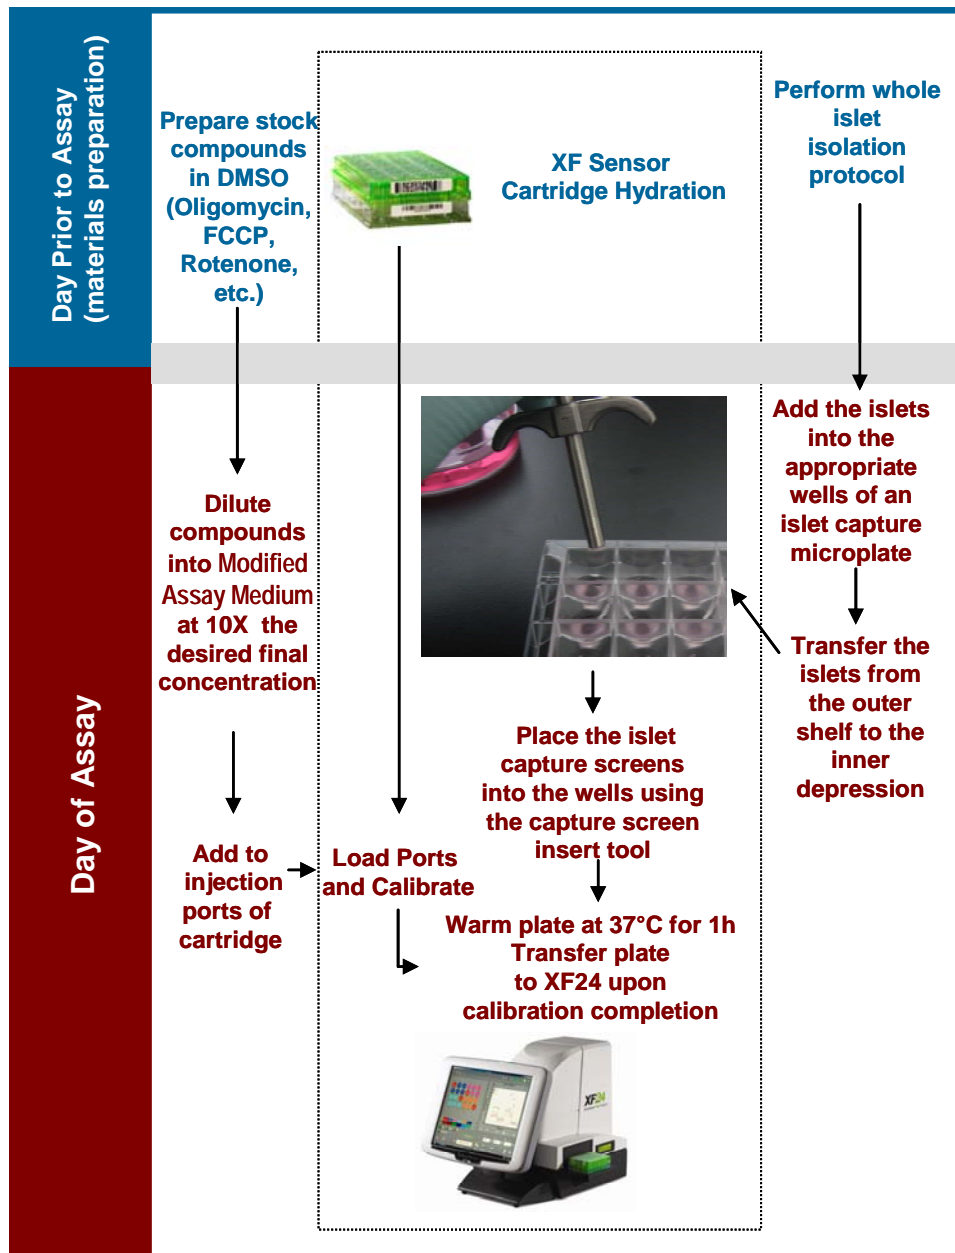 Day Prior to Assay
(materials preparation)
Prepare stock
compounds
in DMSO
(Oligomycin,
FCCP,
Rotenone,
etc.)
XF Sensor
Cartridge Hydration
Perform whole
islet
isolation
protocol
Day of Assay
Dilute
compounds
into Modified
Assay Medium
at 10X the
desired final
concentration
Add to
injection
ports of
cartridge
Load Ports
and Calibrate
Add the islets
into the
appropriate
wells of an
islet capture
microplate
Transfer the
islets from
the outer
shelf to the
inner
depression
Place the islet
capture screens
into the wells using
the capture screen
insert tool
Warm plate at 37°C for 1h
Transfer plate
to XF24 upon
calibration completion
XF24